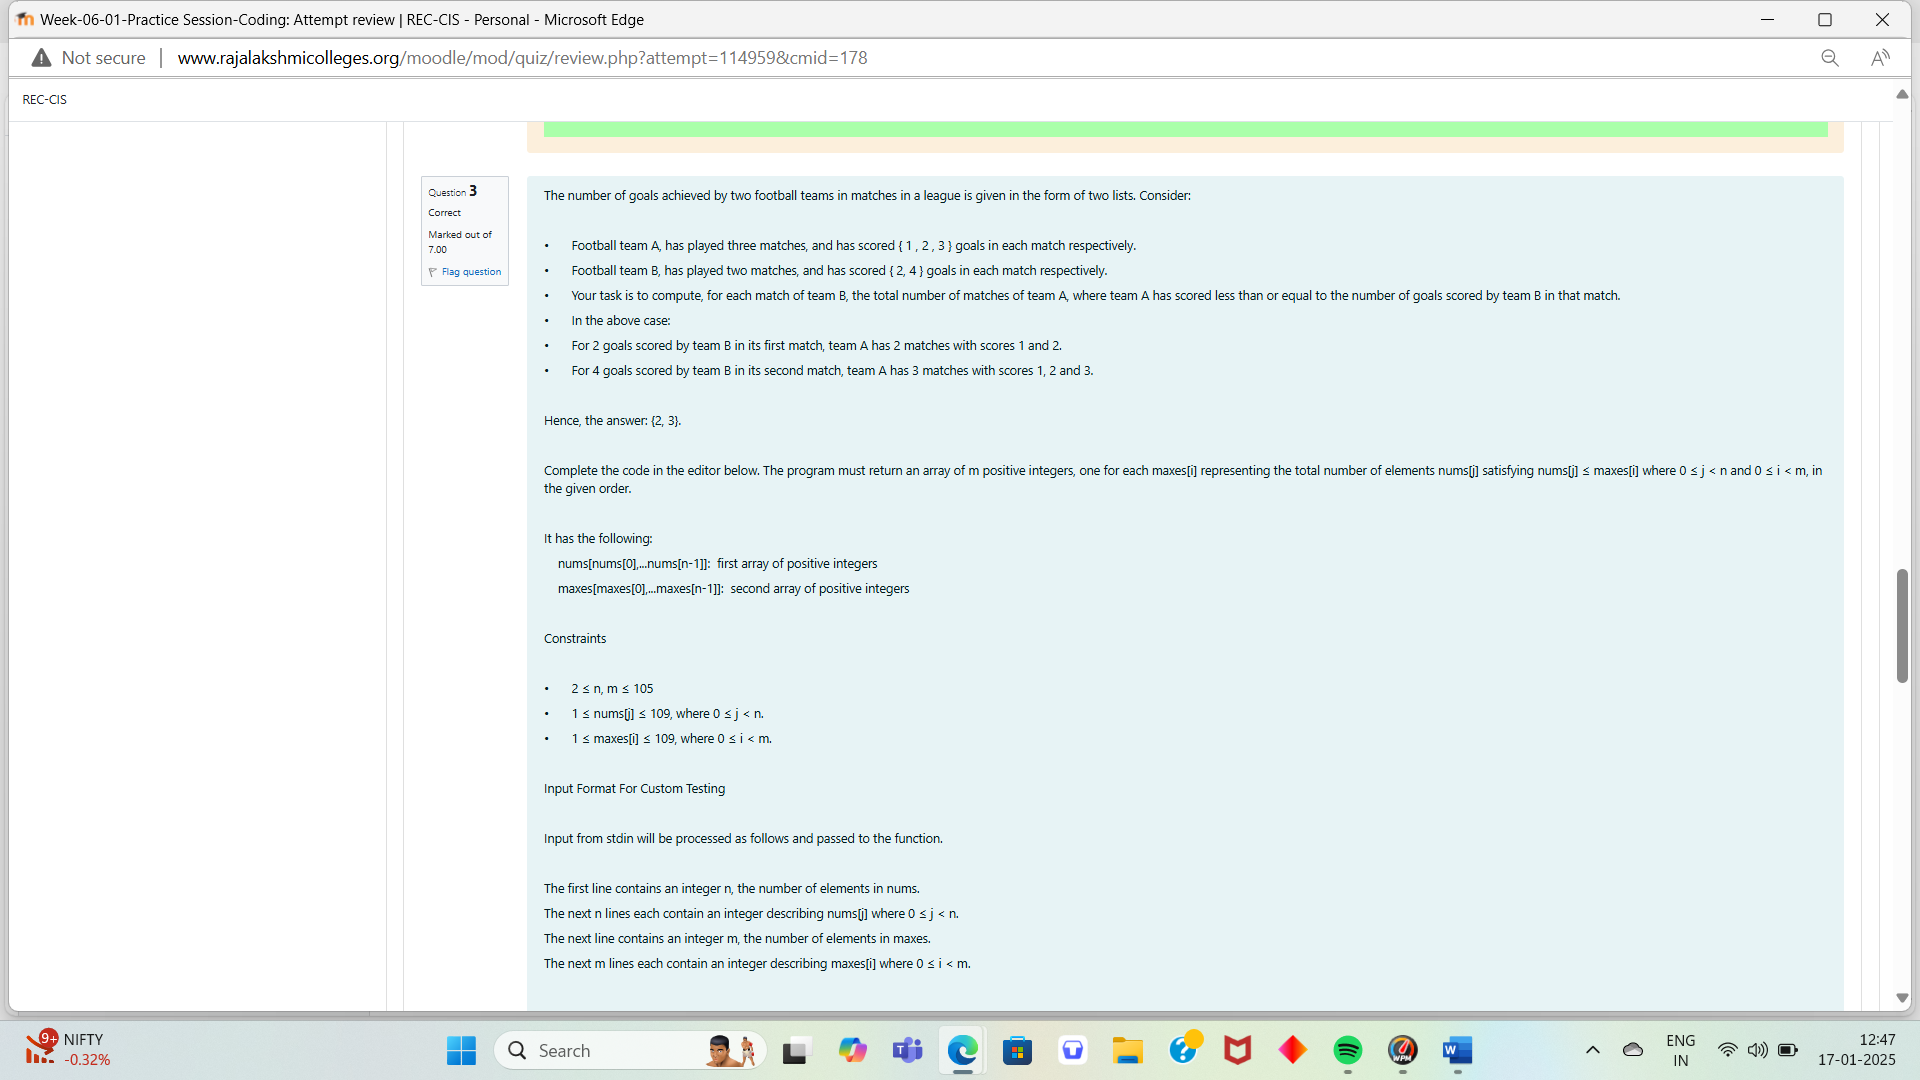 Week-06-01-Practice Session-Coding: Attempt review | REC-CIS - Personal - Microsoft Edge
Not secure www.rajalakshmicolleges.org/moodle/mod/quiz/review.php?attempt=114959&cmid=178
REC-CIS
Question 3
Correct
Marked out of
7.00
Flag question
The number of goals achieved by two football teams in matches in a league is given in the form of two lists. Consider:
• Football team A, has played three matches, and has scored { 1 , 2 , 3 } goals in each match respectively.
• Football team B, has played two matches, and has scored { 2, 4 } goals in each match respectively.
• Your task is to compute, for each match of team B, the total number of matches of team A, where team A has scored less than or equal to the number of goals scored by team B in that match.
• In the above case:
• For 2 goals scored by team B in its first match, team A has 2 matches with scores 1 and 2.
• For 4 goals scored by team B in its second match, team A has 3 matches with scores 1, 2 and 3.
Hence, the answer: {2, 3}.
Complete the code in the editor below. The program must return an array of m positive integers, one for each maxes[i] representing the total number of elements nums[j] satisfying nums[j] ≤ maxes[i] where 0 ≤ j < n and 0 ≤ i < m, in
the given order.
It has the following:
nums[nums[0],...nums[n-1]]: first array of positive integers
maxes[maxes[0],...maxes[n-1]]: second array of positive integers
Constraints
• 2 ≤ n, m ≤ 105
• 1 ≤ nums[j] ≤ 109, where 0 ≤ j < n.
• 1 ≤ maxes[i] ≤ 109, where 0 ≤ i < m.
Input Format For Custom Testing
Input from stdin will be processed as follows and passed to the function.
The first line contains an integer n, the number of elements in nums.
The next n lines each contain an integer describing nums[j] where 0 ≤ j < n.
The next line contains an integer m, the number of elements in maxes.
The next m lines each contain an integer describing maxes[i] where 0 ≤ i < m.
9+
NIFTY
-0.32%
Search
WPM
ENG
IN
12:47
17-01-2025